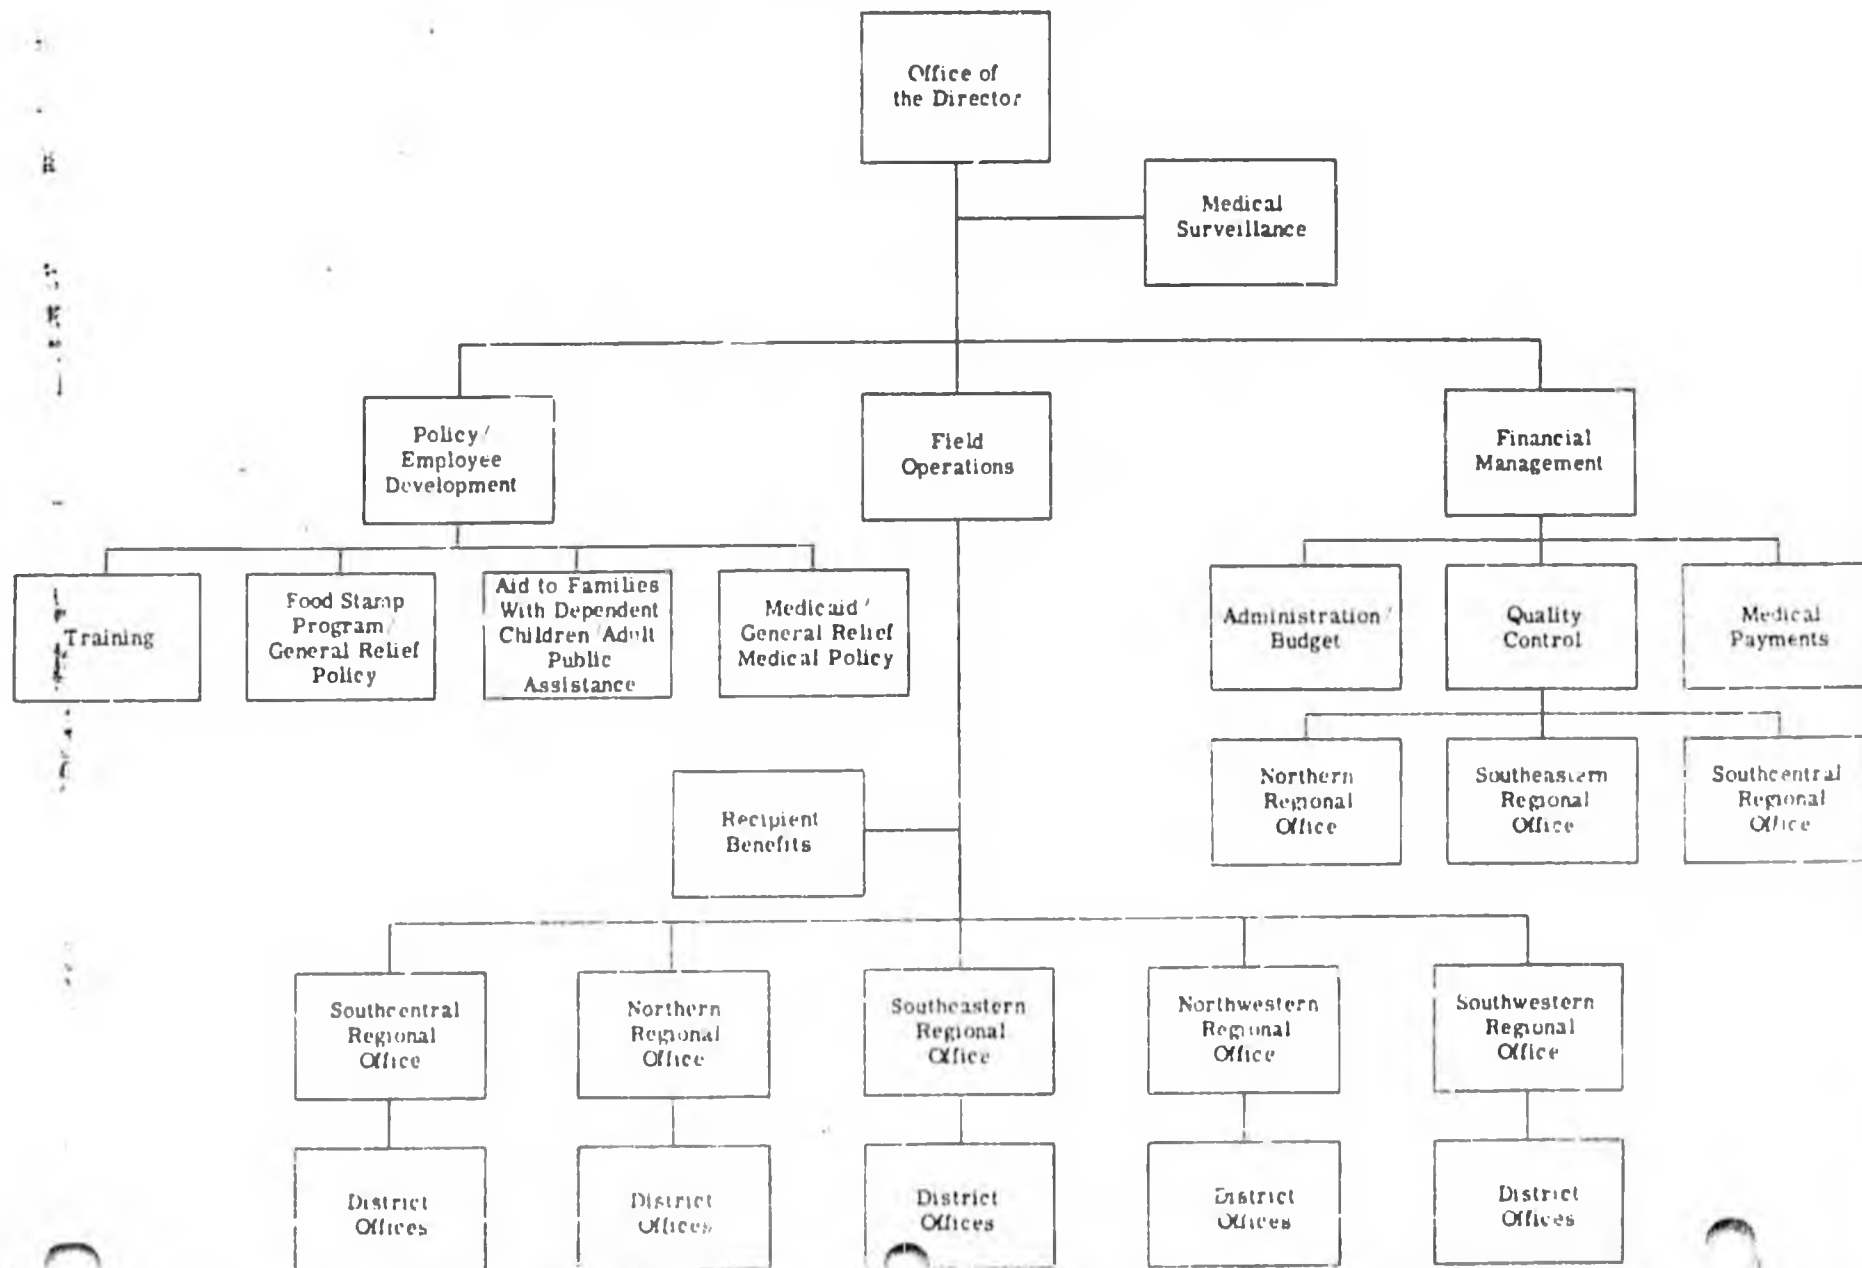 Office of
the Director
Medical
Surveillance
Policy/
Employee
Development
Field
Operations
Financial
Management
Training
Food Stamp
Program/
General Relief
Policy
Aid to Families
With Dependent
Children/Adult
Public
Assistance
Medicaid/
General Relief
Medical Policy
Administration/
Budget
Quality
Control
Medical
Payments
Northern
Regional
Office
Southeastern
Regional
Office
Southcentral
Regional
Office
Recipient
Benefits
Southcentral
Regional
Office
Northern
Regional
Office
Southeastern
Regional
Office
Northwestern
Regional
Office
Southwestern
Regional
Office
District
Offices
District
Offices
District
Offices
District
Offices
District
Offices